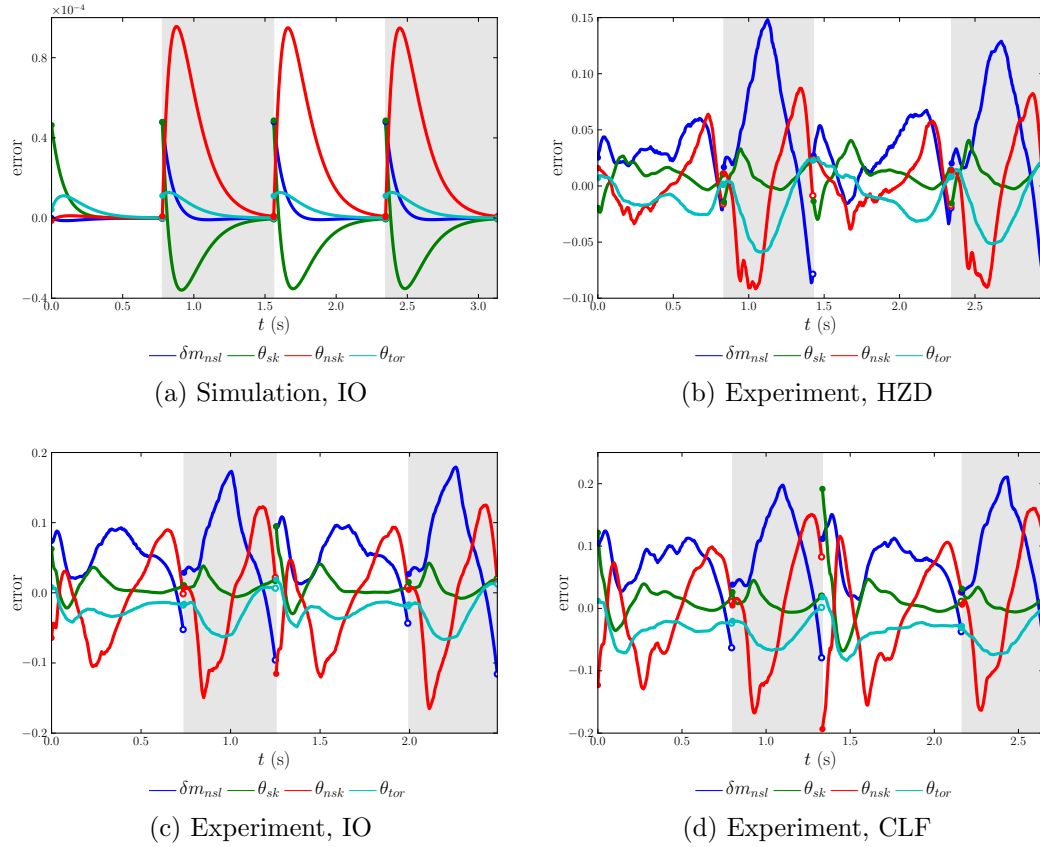 ×10⁻⁴
0.8
0.4
0.0
−0.4
error
0.0 0.5 1.0 1.5 2.0 2.5 3.0
t (s)
δm_nsl θ_sk θ_nsk θ_tor
(a) Simulation, IO
0.15
0.10
0.05
0.00
−0.05
−0.10
error
0.0 0.5 1.0 1.5 2.0 2.5
t (s)
δm_nsl θ_sk θ_nsk θ_tor
(b) Experiment, HZD
0.2
0.1
0.0
−0.1
−0.2
error
0.0 0.5 1.0 1.5 2.0
t (s)
δm_nsl θ_sk θ_nsk θ_tor
(c) Experiment, IO
0.2
0.1
0.0
−0.1
−0.2
error
0.0 0.5 1.0 1.5 2.0 2.5
t (s)
δm_nsl θ_sk θ_nsk θ_tor
(d) Experiment, CLF